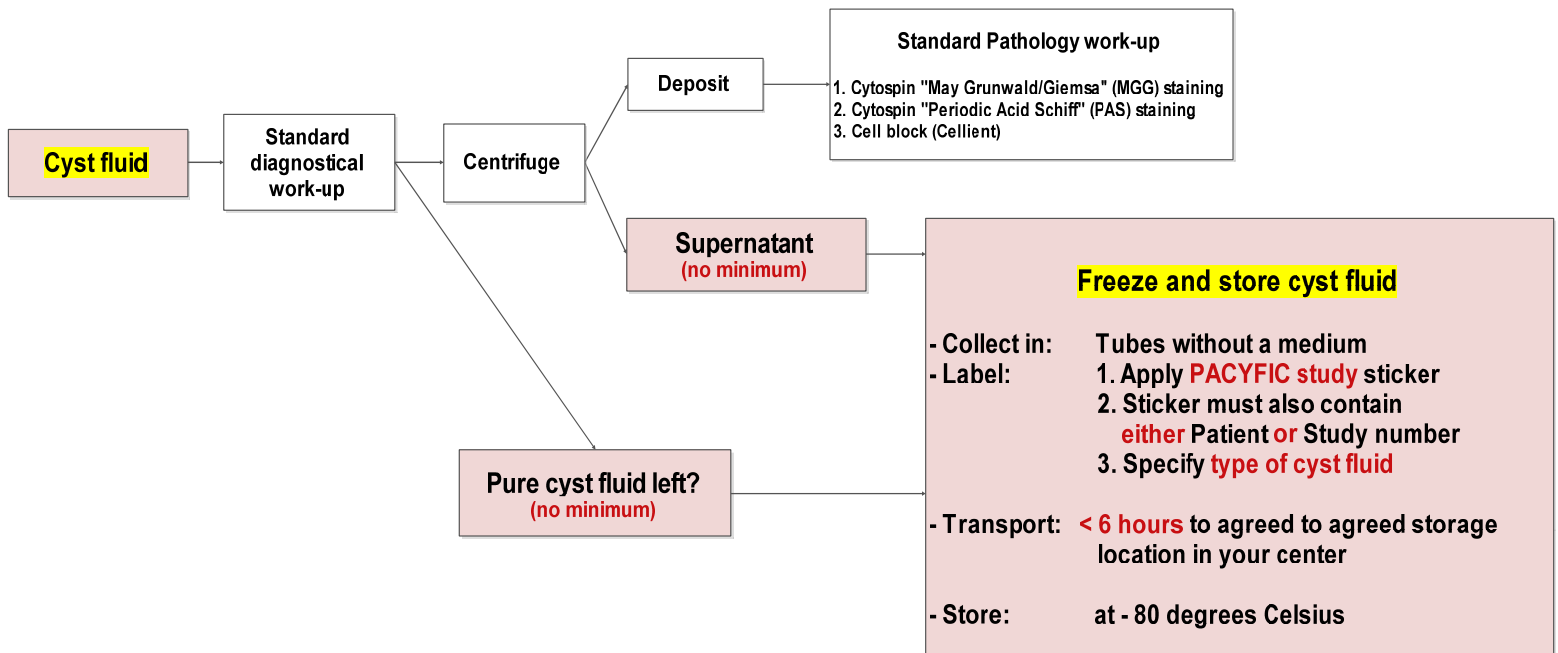 Cyst fluid
Standard
diagnostical
work-up
Centrifuge
Deposit
Standard Pathology work-up
1. Cytospin "May Grunwald/Giemsa" (MGG) staining
2. Cytospin "Periodic Acid Schiff" (PAS) staining
3. Cell block (Cellient)
Supernatant
(no minimum)
Pure cyst fluid left?
(no minimum)
Freeze and store cyst fluid
- Collect in: Tubes without a medium
- Label: 1. Apply PACYFIC study sticker
2. Sticker must also contain
either Patient or Study number
3. Specify type of cyst fluid
- Transport: < 6 hours to agreed to agreed storage
location in your center
- Store: at - 80 degrees Celsius